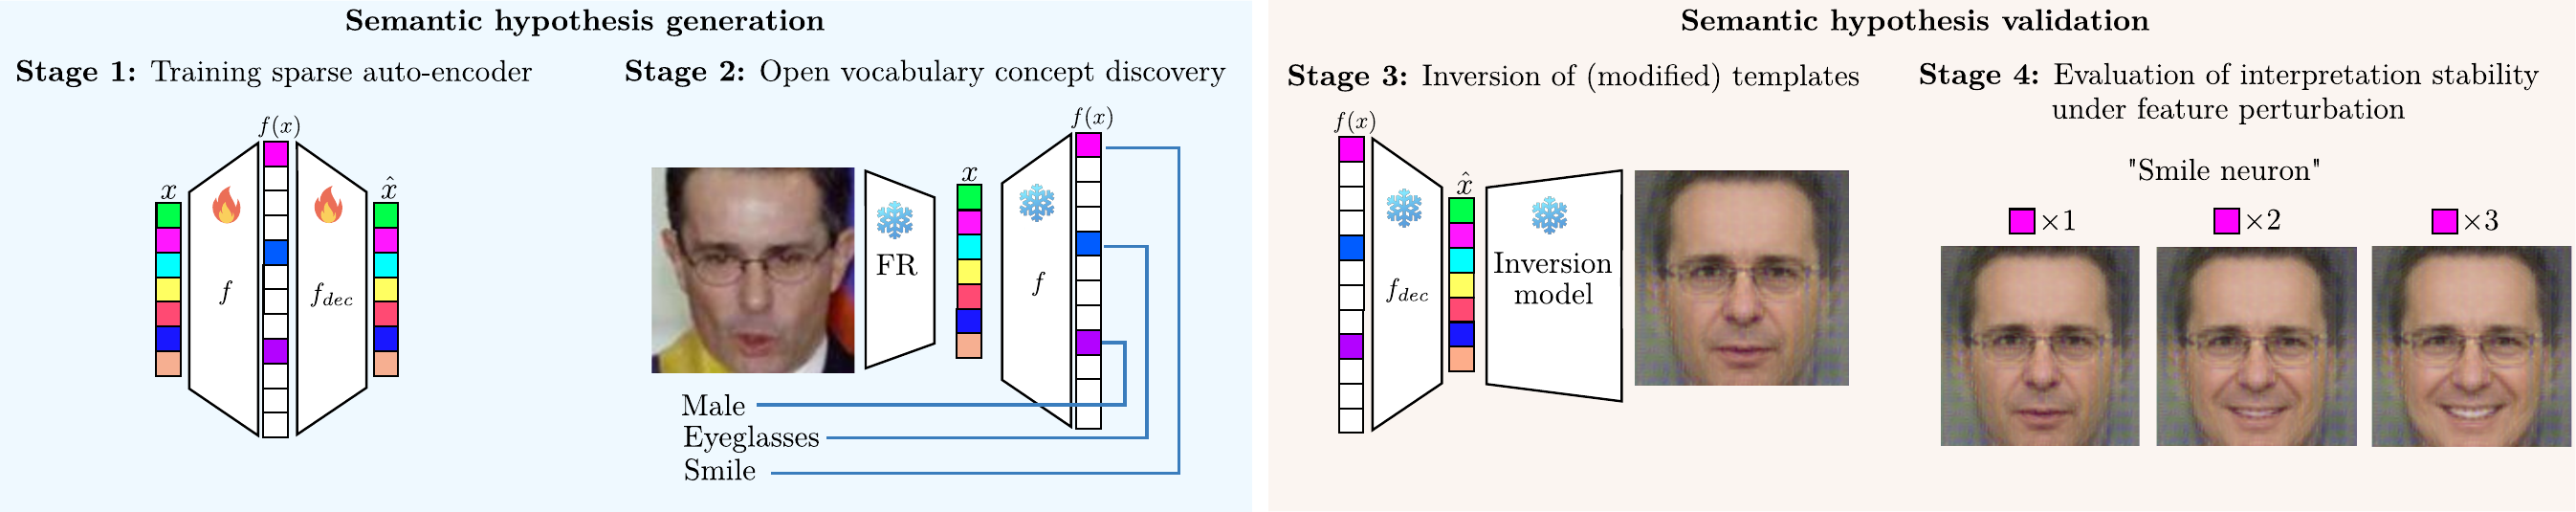 Semantic hypothesis generation
Stage 1: Training sparse auto-encoder
f(x)
x
x̂
f
f_dec
Stage 2: Open vocabulary concept discovery
f(x)
x
FR
f
Male
Eyeglasses
Smile
Semantic hypothesis validation
Stage 3: Inversion of (modified) templates
f(x)
x̂
f_dec
Inversion
model
Stage 4: Evaluation of interpretation stability
under feature perturbation
"Smile neuron"
×1
×2
×3